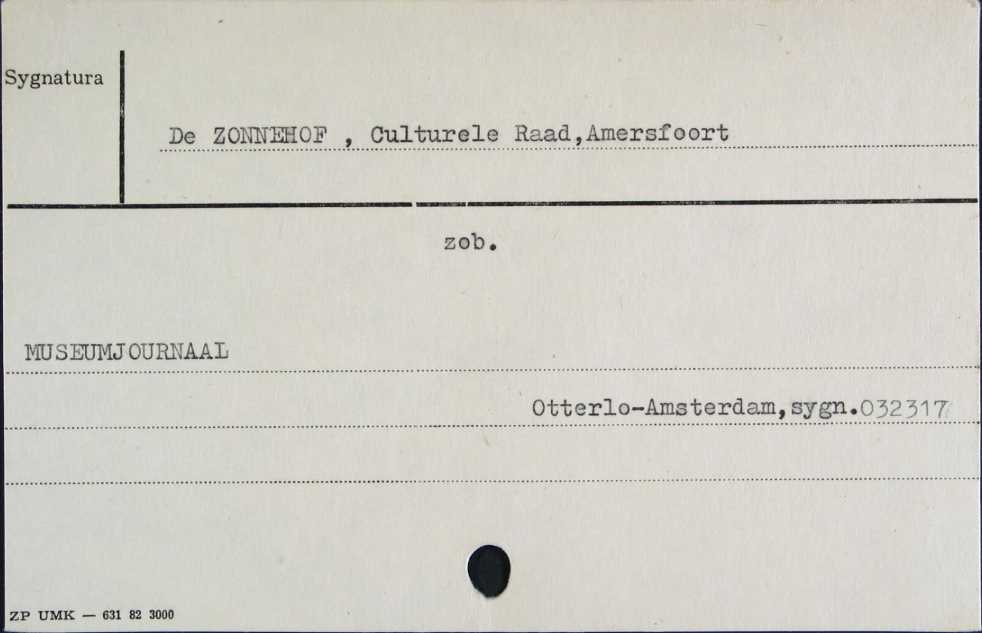 Sygnatura
De ZONNEHOF , Culturele Raad,Amersfoort
zob.
MUSEUMJOURNAAL
Otterlo-Amsterdam,sygn.032317
ZP UMK — 631 82 3000